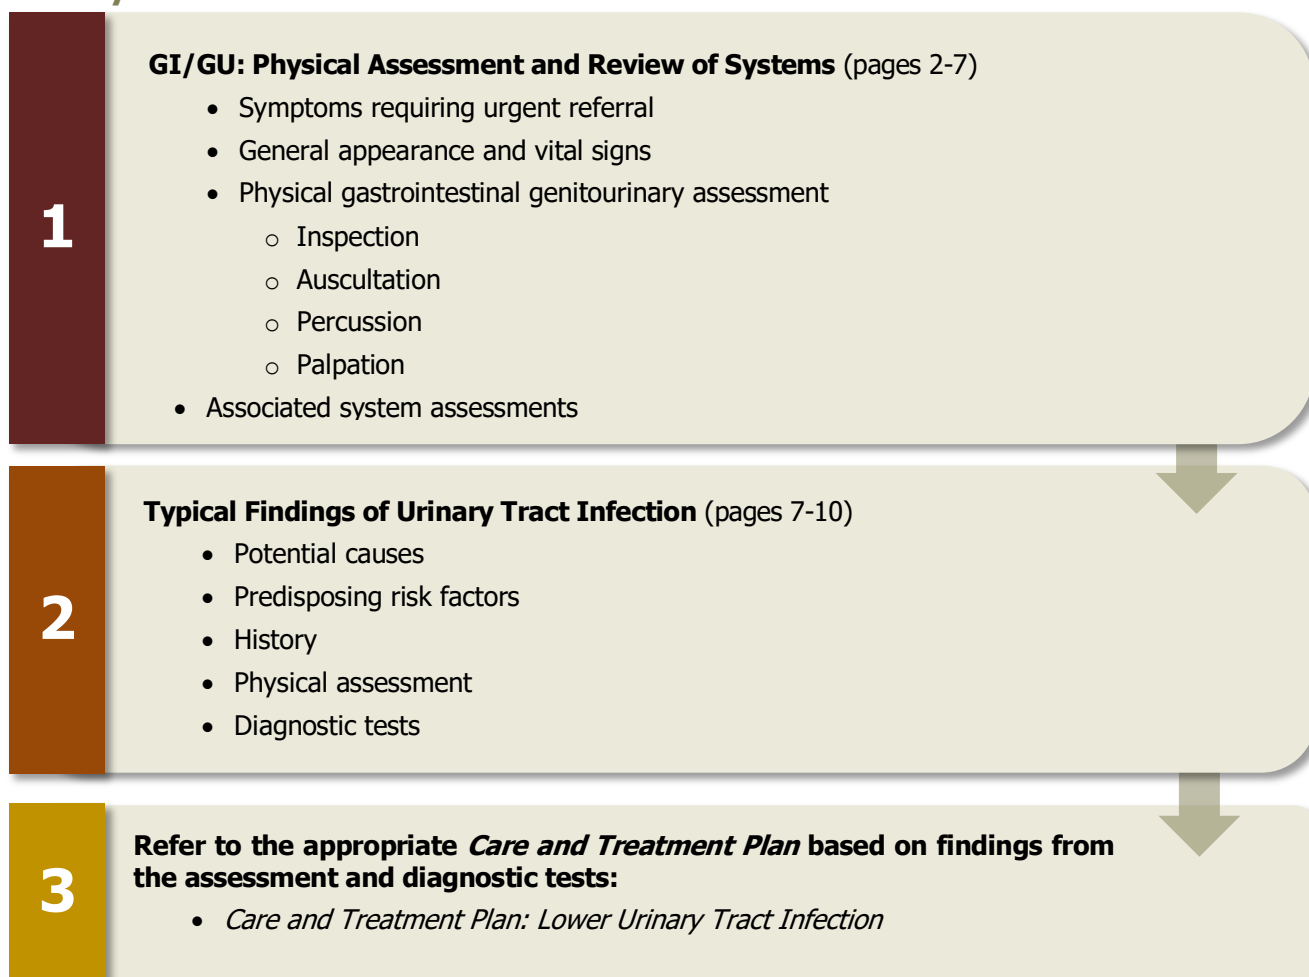 1
GI/GU: Physical Assessment and Review of Systems (pages 2-7)
• Symptoms requiring urgent referral
• General appearance and vital signs
• Physical gastrointestinal genitourinary assessment
o Inspection
o Auscultation
o Percussion
o Palpation
• Associated system assessments
2
Typical Findings of Urinary Tract Infection (pages 7-10)
• Potential causes
• Predisposing risk factors
• History
• Physical assessment
• Diagnostic tests
3
Refer to the appropriate Care and Treatment Plan based on findings from
the assessment and diagnostic tests:
• Care and Treatment Plan: Lower Urinary Tract Infection